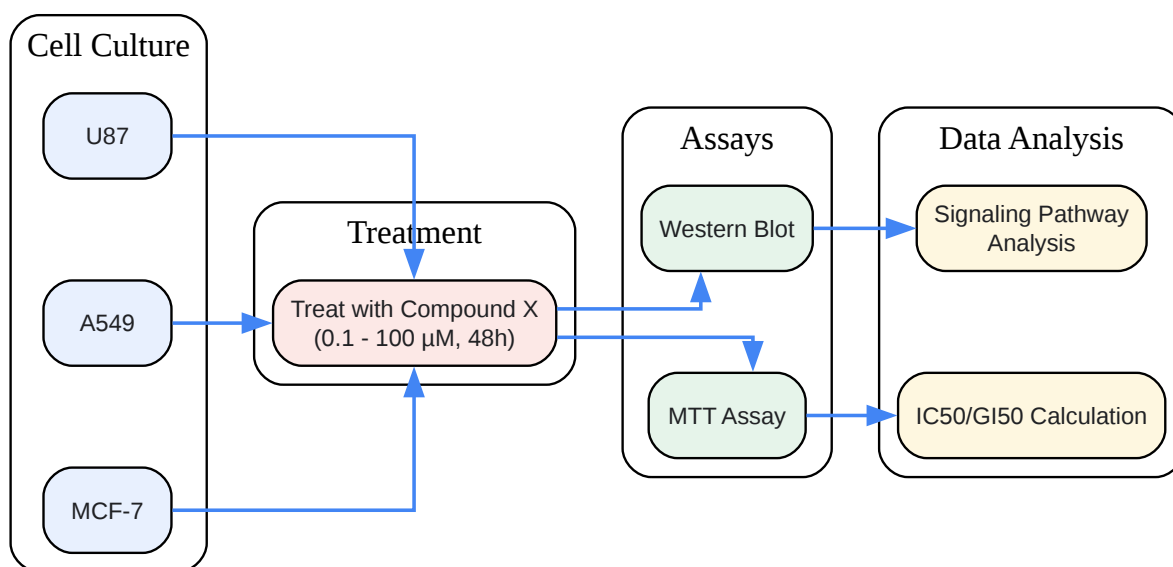 Cell Culture
U87
A549
MCF-7
Treatment
Treat with Compound X
(0.1 - 100 µM, 48h)
Assays
Western Blot
MTT Assay
Data Analysis
Signaling Pathway
Analysis
IC50/GI50 Calculation